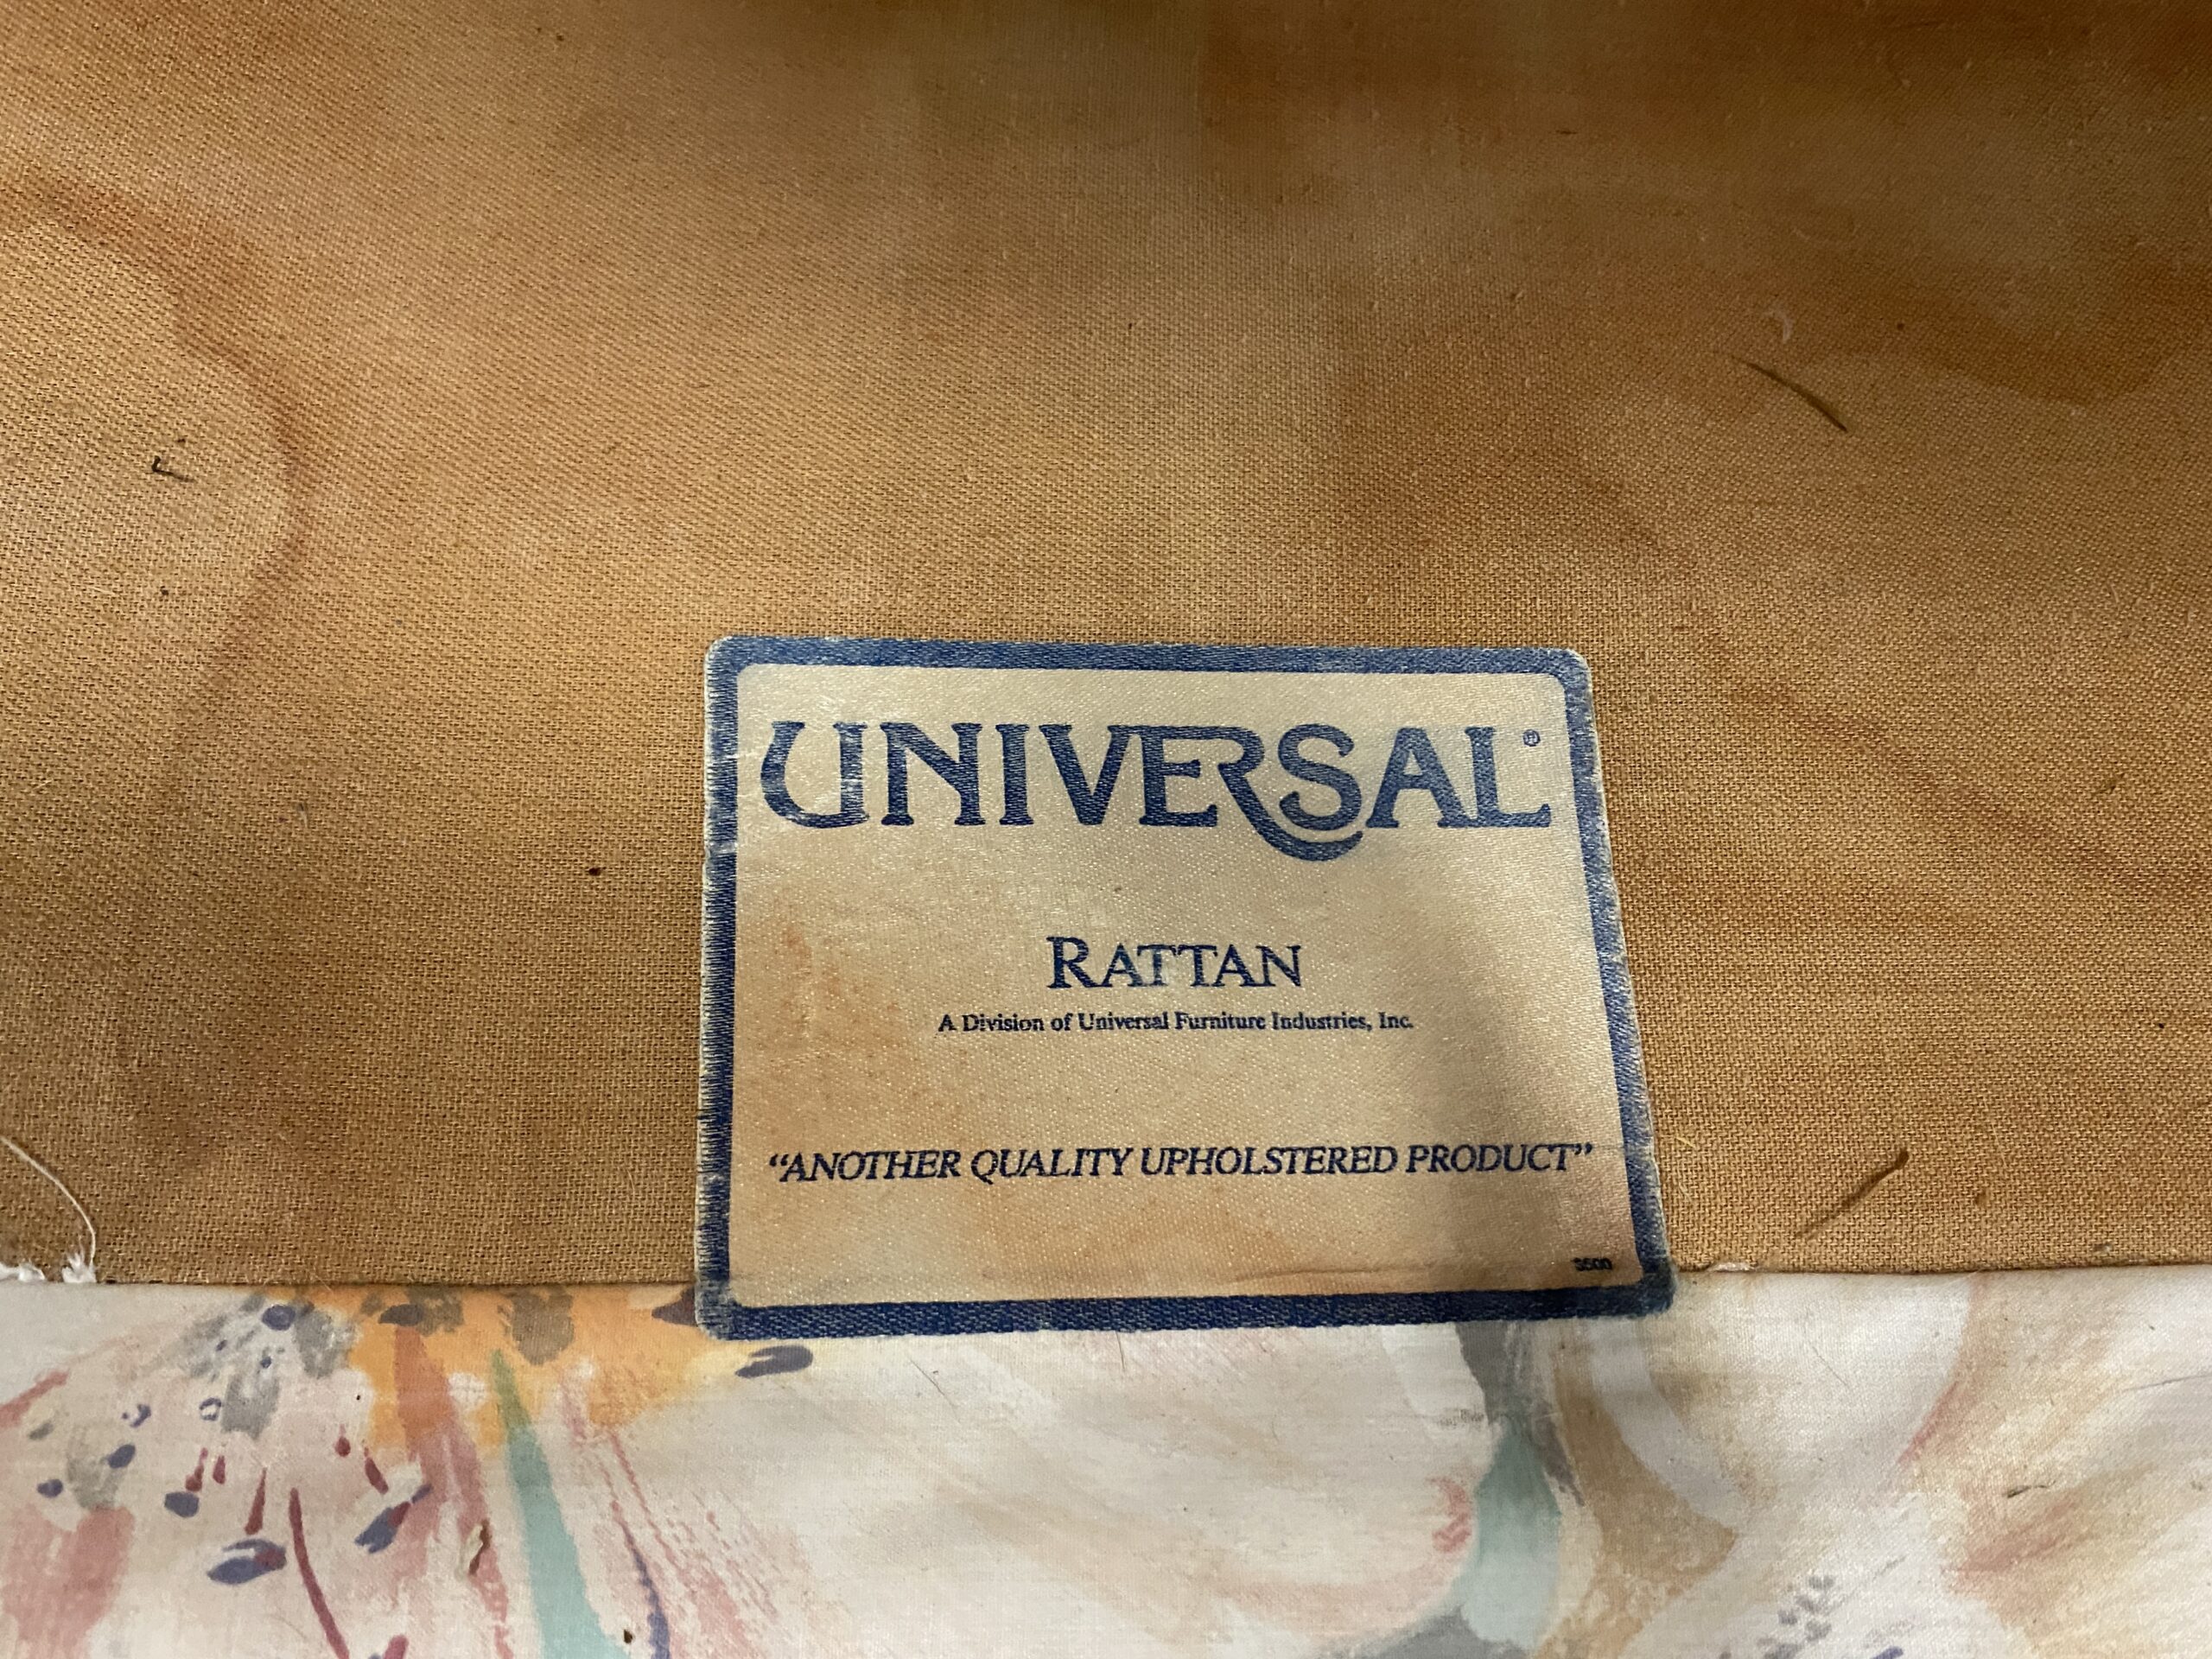 UNIVERSAL®
RATTAN
A Division of Universal Furniture Industries, Inc.
“ANOTHER QUALITY UPHOLSTERED PRODUCT”